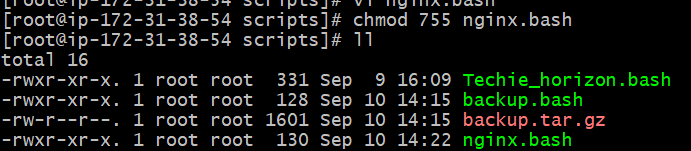 [root@ip-172-31-38-54 scripts]# vi nginx.bash
[root@ip-172-31-38-54 scripts]# chmod 755 nginx.bash
[root@ip-172-31-38-54 scripts]# ll
total 16
-rwxr-xr-x. 1 root root 331 Sep 9 16:09 Techie_horizon.bash
-rwxr-xr-x. 1 root root 128 Sep 10 14:15 backup.bash
-rw-r--r--. 1 root root 1601 Sep 10 14:15 backup.tar.gz
-rwxr-xr-x. 1 root root 130 Sep 10 14:22 nginx.bash